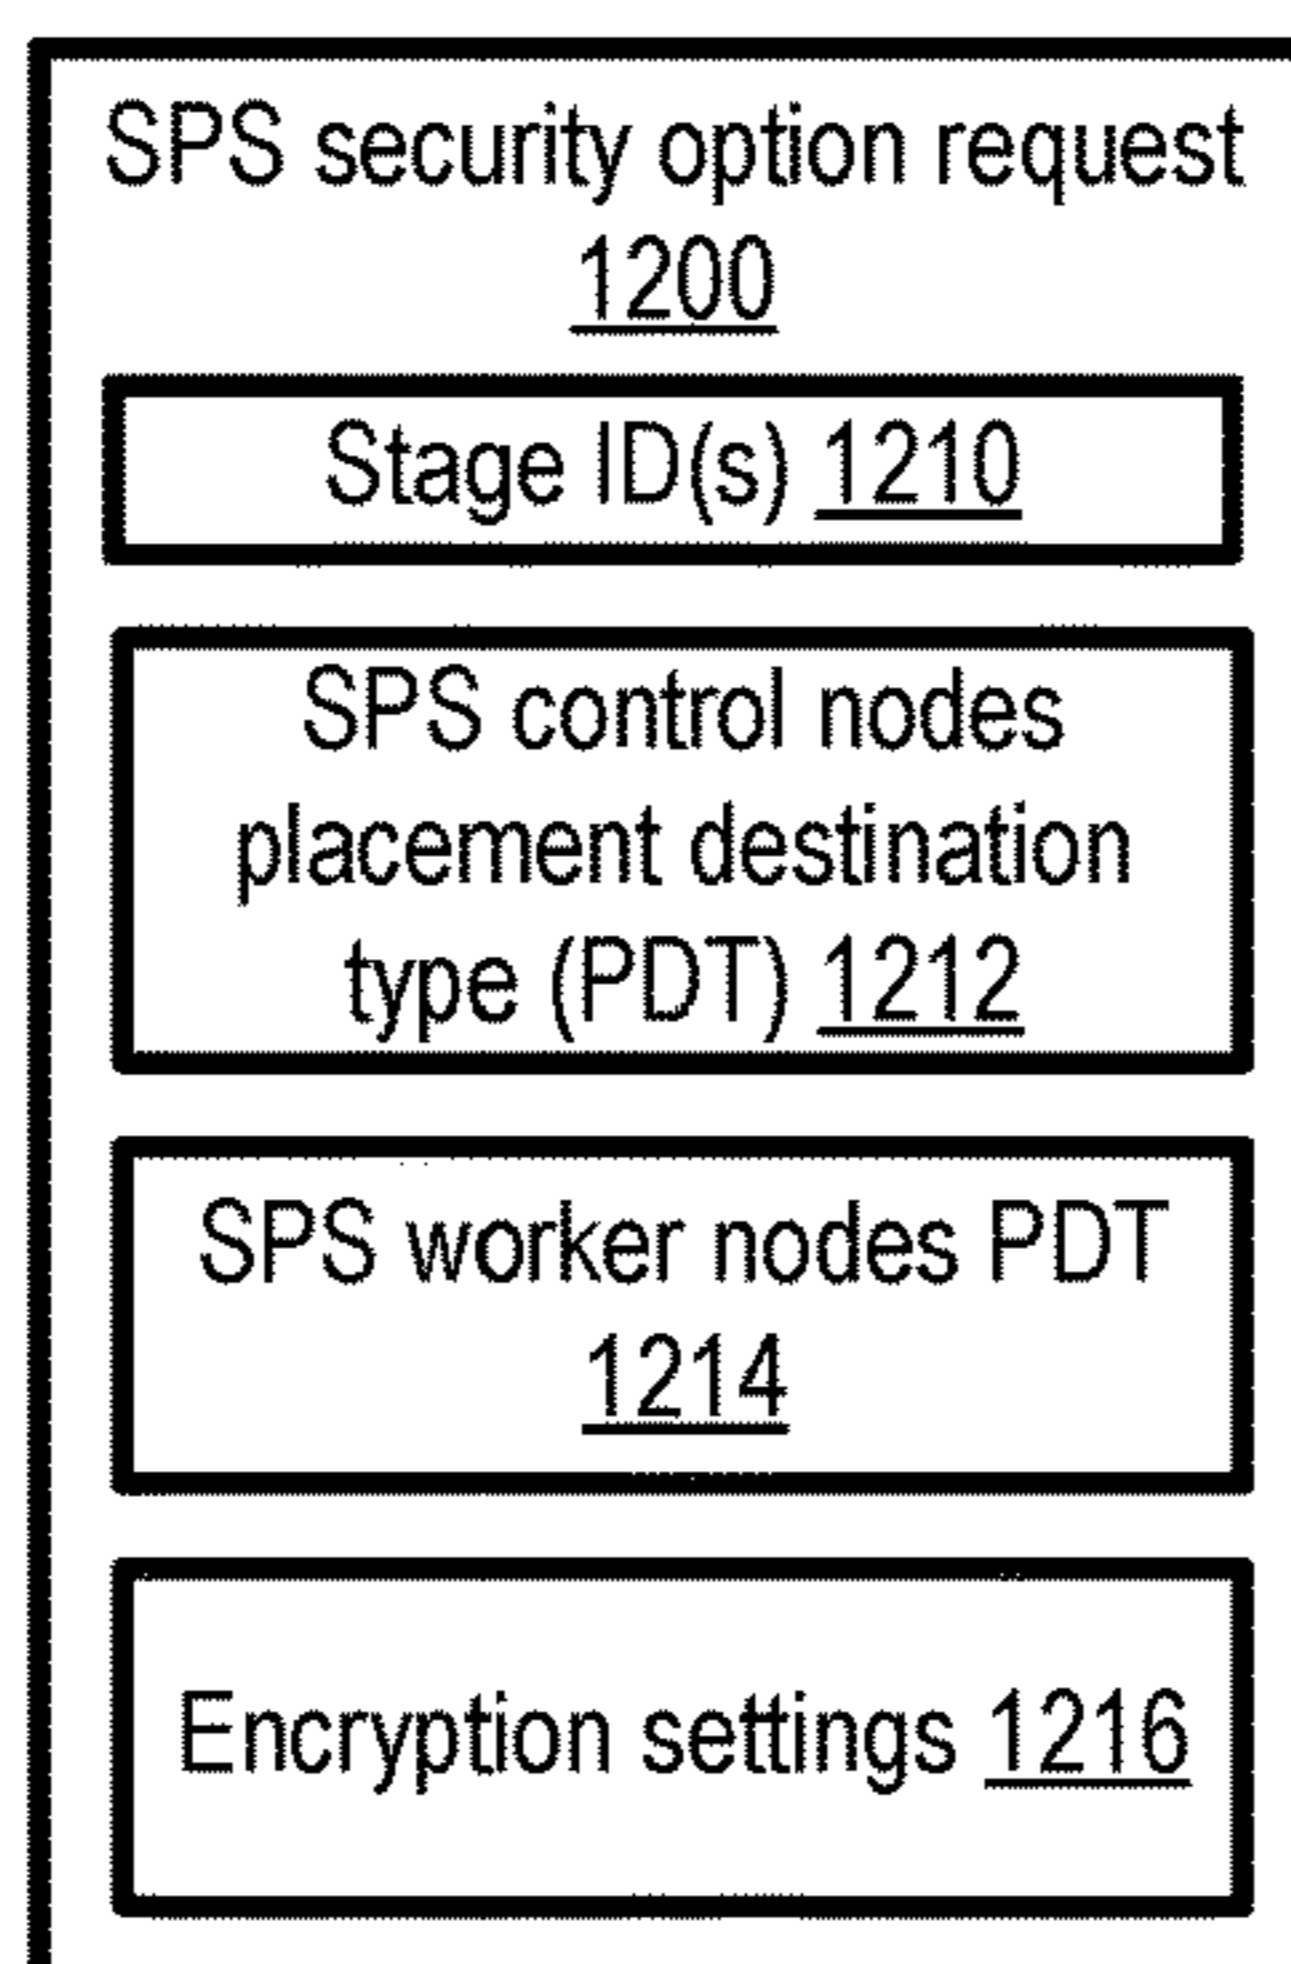 SPS security option request
1200
Stage ID(s) 1210
SPS control nodes
placement destination
type (PDT) 1212
SPS worker nodes PDT
1214
Encryption settings 1216